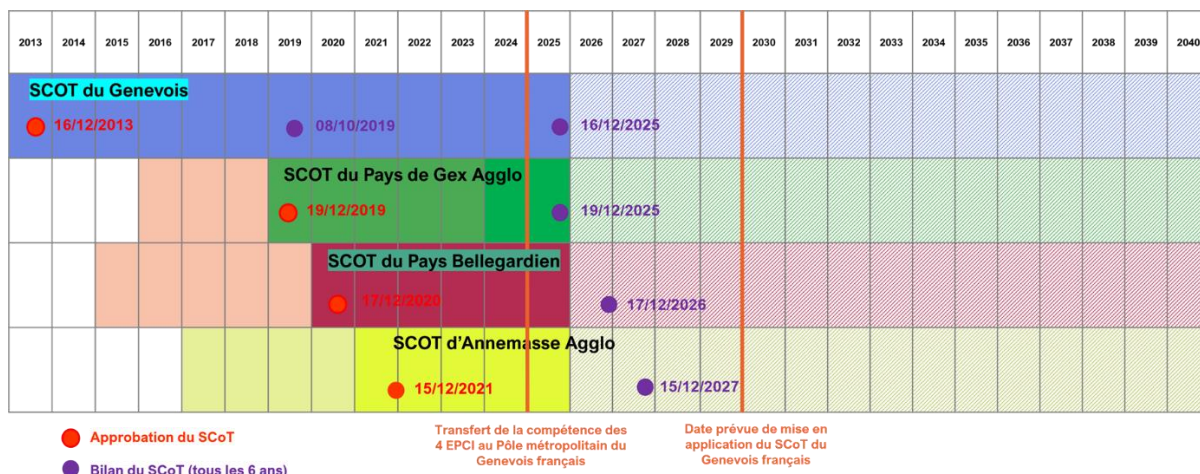 2013 2014 2015 2016 2017 2018 2019 2020 2021 2022 2023 2024 2025 2026 2027 2028 2029 2030 2031 2032 2033 2034 2035 2036 2037 2038 2039 2040
SCOT du Genevois
16/12/2013 08/10/2019 16/12/2025
SCOT du Pays de Gex Agglo
19/12/2019 19/12/2025
SCOT du Pays Bellegardien
17/12/2020 17/12/2026
SCOT d'Annemasse Agglo
15/12/2021 15/12/2027
Approbation du SCoT
Bilan du SCoT (tous les 6 ans)
Transfert de la compétence des
4 EPCI au Pôle métropolitain du
Genevois français
Date prévue de mise en
application du SCoT du
Genevois français